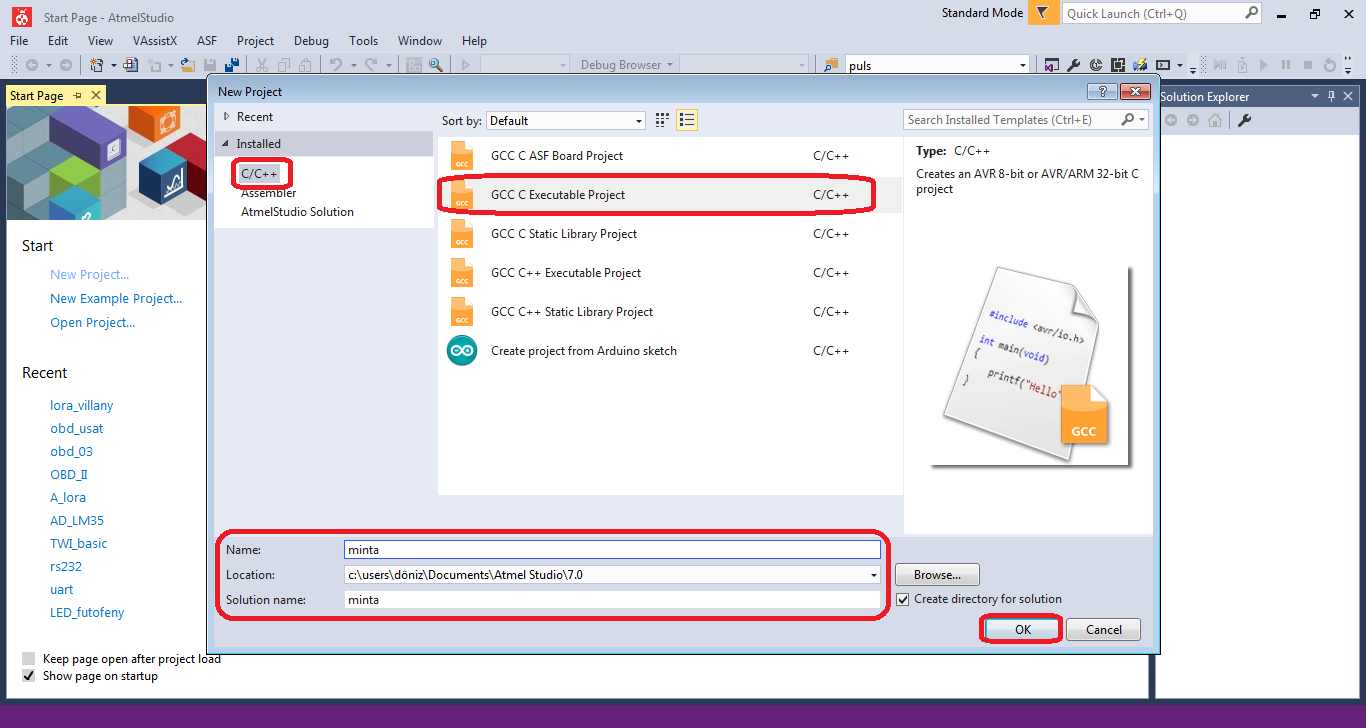 Start Page - AtmelStudio
Standard Mode
Quick Launch (Ctrl+Q)
File Edit View VAssistX ASF Project Debug Tools Window Help
Debug Browser
puls
Start Page
Start
New Project...
New Example Project...
Open Project...
Recent
lora_villany
obd_usat
obd_03
OBD_II
A_lora
AD_LM35
TWI_basic
rs232
uart
LED_futofeny
Keep page open after project load
Show page on startup
New Project
?
Recent
Installed
C/C++
Assembler
AtmelStudio Solution
Sort by: Default
Search Installed Templates (Ctrl+E)
GCC GCC C ASF Board Project C/C++
GCC GCC C Executable Project C/C++
GCC GCC C Static Library Project C/C++
GCC GCC C++ Executable Project C/C++
GCC GCC C++ Static Library Project C/C++
Create project from Arduino sketch C/C++
Type: C/C++
Creates an AVR 8-bit or AVR/ARM 32-bit C
project
#include <avr/io.h>
int main(void)
{
printf("Hello"
}
GCC
Name: minta
Location: c:\users\döniz\Documents\Atmel Studio\7.0
Browse...
Solution name: minta
Create directory for solution
OK
Cancel
Solution Explorer